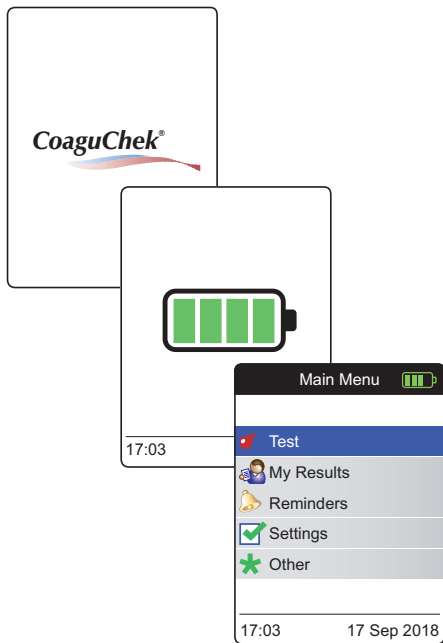 CoaguChek®
17:03
Main Menu
Test
My Results
Reminders
Settings
Other
17:03 17 Sep 2018